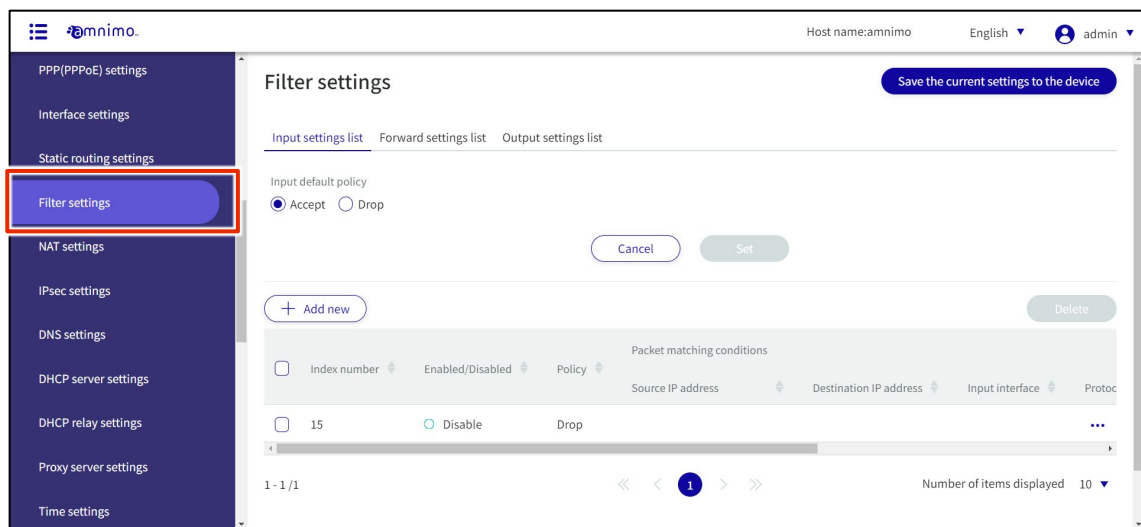 amnimo
Host name:amnimo
English
admin
PPP(PPPoE) settings
Interface settings
Static routing settings
Filter settings
NAT settings
IPsec settings
DNS settings
DHCP server settings
DHCP relay settings
Proxy server settings
Time settings
Filter settings
Save the current settings to the device
Input settings list Forward settings list Output settings list
Input default policy
Accept Drop
Cancel Set
+ Add new
Delete
Packet matching conditions
Index number Enabled/Disabled Policy
Source IP address Destination IP address Input interface Protoc
15 Disable Drop ...
1 - 1 /1
« < 1 > »
Number of items displayed 10